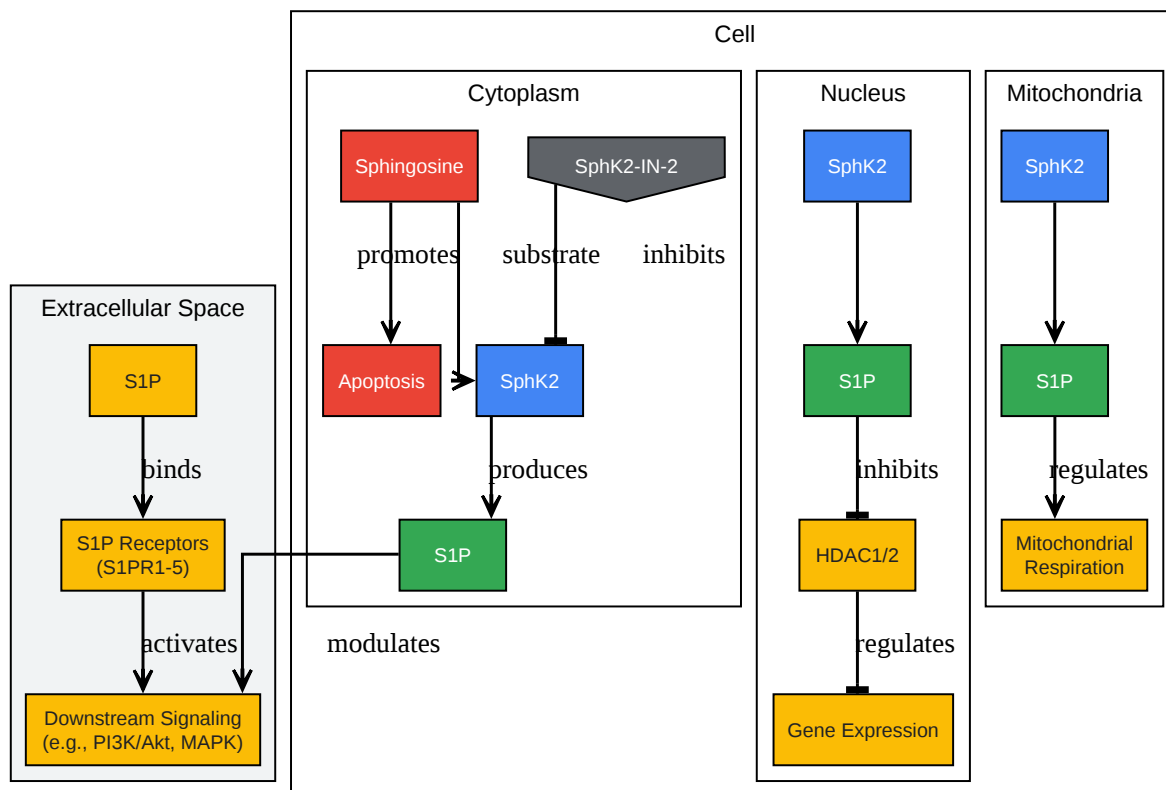 Cell
Cytoplasm
Nucleus
Mitochondria
Sphingosine
SphK2-IN-2
SphK2
SphK2
promotes
substrate
inhibits
Extracellular Space
S1P
Apoptosis
SphK2
S1P
S1P
binds
produces
inhibits
regulates
S1P Receptors
(S1PR1-5)
S1P
HDAC1/2
Mitochondrial
Respiration
activates
modulates
regulates
Downstream Signaling
(e.g., PI3K/Akt, MAPK)
Gene Expression